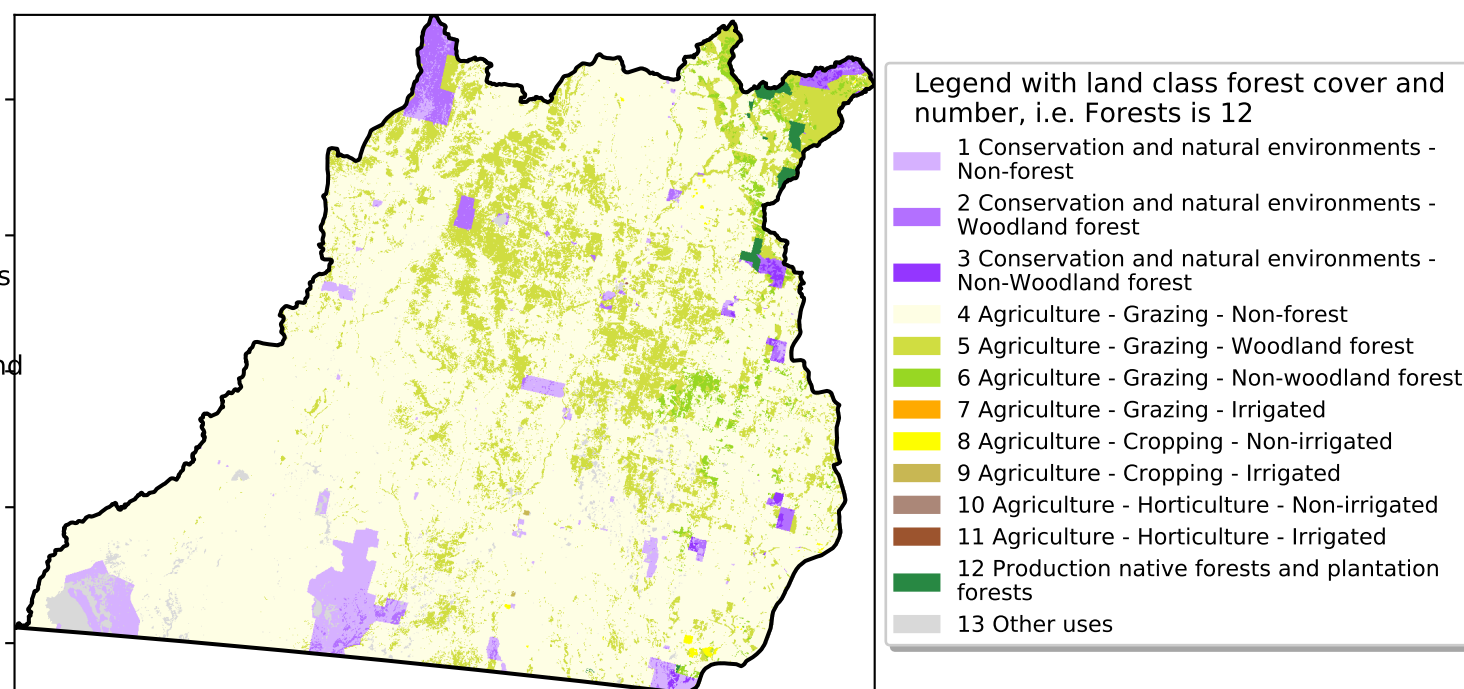 Legend with land class forest cover and
number, i.e. Forests is 12
1 Conservation and natural environments -
Non-forest
2 Conservation and natural environments -
Woodland forest
3 Conservation and natural environments -
Non-Woodland forest
4 Agriculture - Grazing - Non-forest
s
5 Agriculture - Grazing - Woodland forest
nd
6 Agriculture - Grazing - Non-woodland forest
7 Agriculture - Grazing - Irrigated
8 Agriculture - Cropping - Non-irrigated
9 Agriculture - Cropping - Irrigated
10 Agriculture - Horticulture - Non-irrigated
11 Agriculture - Horticulture - Irrigated
12 Production native forests and plantation
forests
13 Other uses